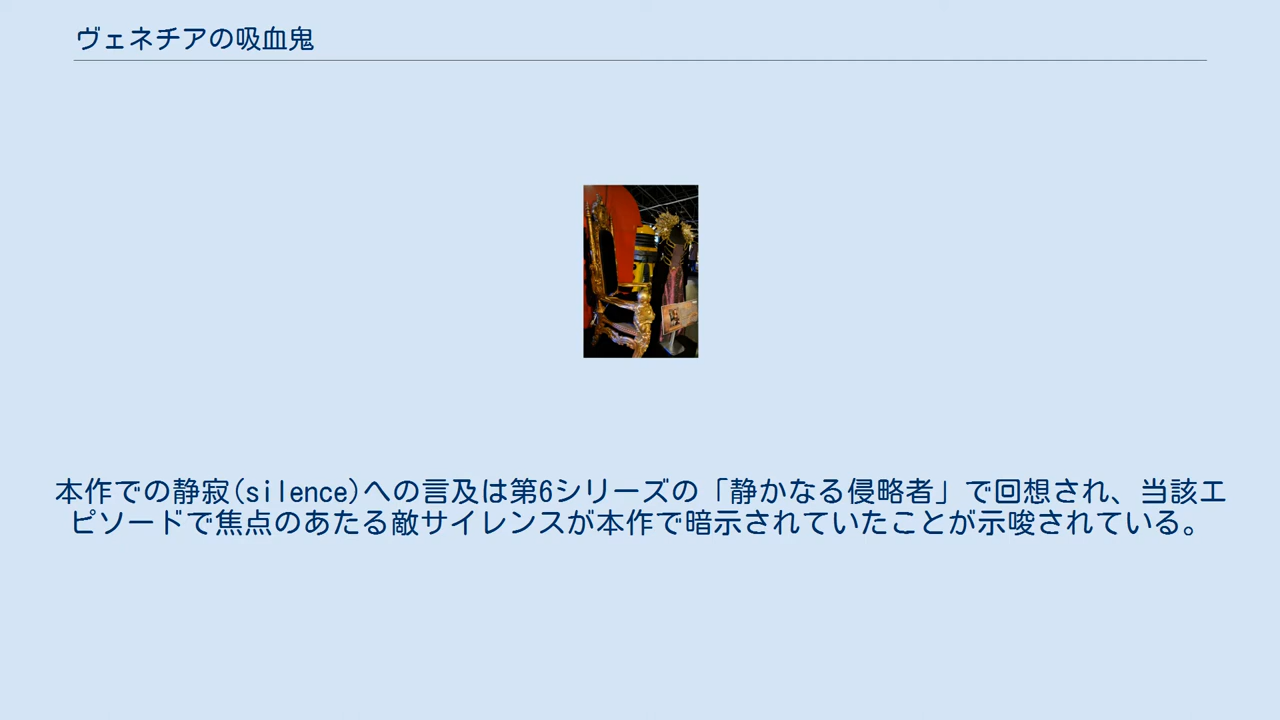 ヴェネチアの吸血鬼
本作での静寂(silence)への言及は第6シリーズの「静かなる侵略者」で回想され、当該エ
ピソードで焦点のあたる敵サイレンスが本作で暗示されていたことが示唆されている。